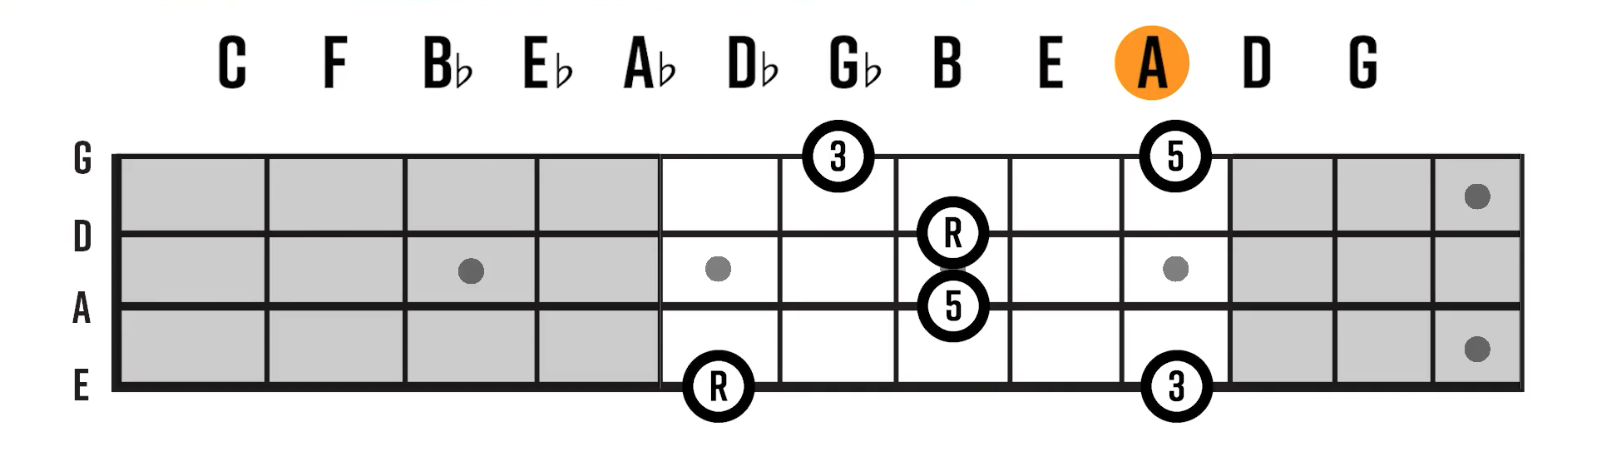 C F B♭ E♭ A♭ D♭ G♭ B E A D G
G 3 5
D R
A 5
E R 3